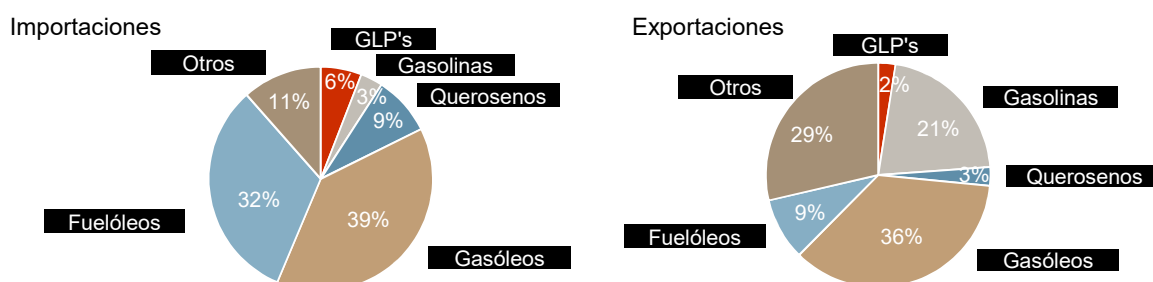 Importaciones
GLP's
Otros
Gasolinas
6%
3%
Querosenos
11%
9%
32%
39%
Fuelóleos
Gasóleos
Exportaciones
GLP's
Otros
2%
Gasolinas
29%
21%
3%
Querosenos
9%
Fuelóleos
36%
Gasóleos